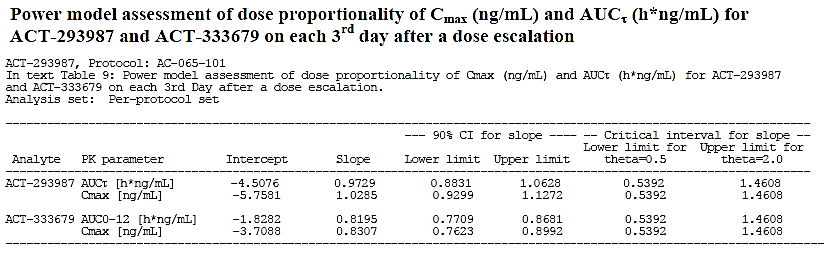 Power model assessment of dose proportionality of Cmax (ng/mL) and AUCτ (h*ng/mL) for
ACT-293987 and ACT-333679 on each 3rd day after a dose escalation
ACT-293987, Protocol: AC-065-101
In text Table 9: Power model assessment of dose proportionality of Cmax (ng/mL) and AUCτ (h*ng/mL) for ACT-293987
and ACT-333679 on each 3rd Day after a dose escalation.
Analysis set: Per-protocol set
--- 90% CI for slope ---- -- Critical interval for slope --
Lower limit for Upper limit for
Analyte PK parameter Intercept Slope Lower limit Upper limit theta=0.5 theta=2.0
ACT-293987 AUCτ [h*ng/mL] -4.5076 0.9729 0.8831 1.0628 0.5392 1.4608
Cmax [ng/mL] -5.7581 1.0285 0.9299 1.1272 0.5392 1.4608
ACT-333679 AUC0-12 [h*ng/mL] -1.8282 0.8195 0.7709 0.8681 0.5392 1.4608
Cmax [ng/mL] -3.7088 0.8307 0.7623 0.8992 0.5392 1.4608